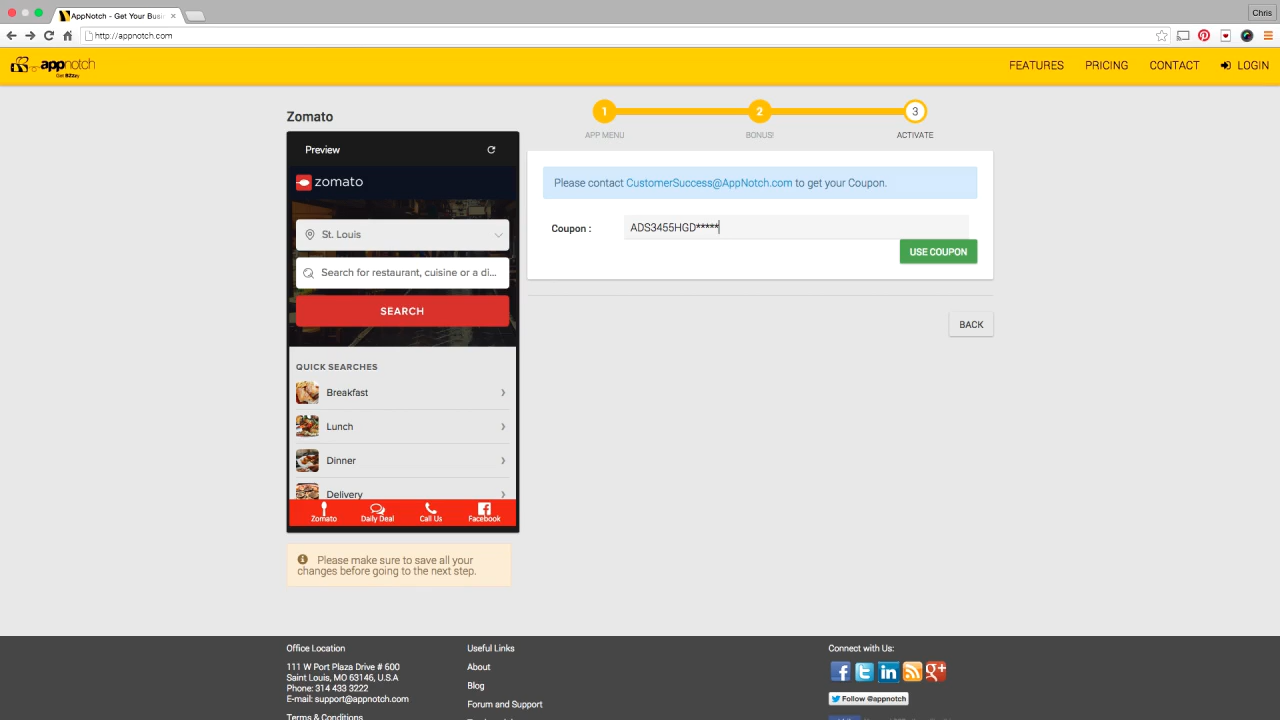 AppNotch - Get Your Busi
Chris
http://appnotch.com
appnotch
Get BZZzy
FEATURES
PRICING
CONTACT
LOGIN
Zomato
1
2
3
APP MENU
BONUS!
ACTIVATE
Preview
zomato
St. Louis
Search for restaurant, cuisine or a di...
SEARCH
QUICK SEARCHES
Breakfast
Lunch
Dinner
Delivery
Zomato
Daily Deal
Call Us
Facebook
Please contact CustomerSuccess@AppNotch.com to get your Coupon.
Coupon :
ADS3455HGD*****
USE COUPON
BACK
Please make sure to save all your
changes before going to the next step.
Office Location
111 W Port Plaza Drive # 600
Saint Louis, MO 63146, U.S.A
Phone: 314 433 3222
E-mail: support@appnotch.com
Terms & Conditions
Useful Links
About
Blog
Forum and Support
Connect with Us:
Follow @appnotch